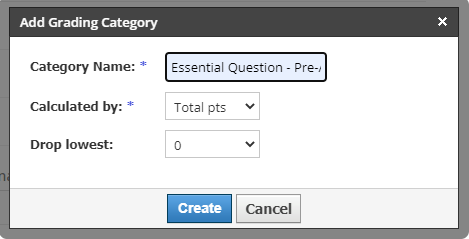 Add Grading Category ×
Category Name: * Essential Question - Pre-
Calculated by: * Total pts
Drop lowest: 0
Create Cancel